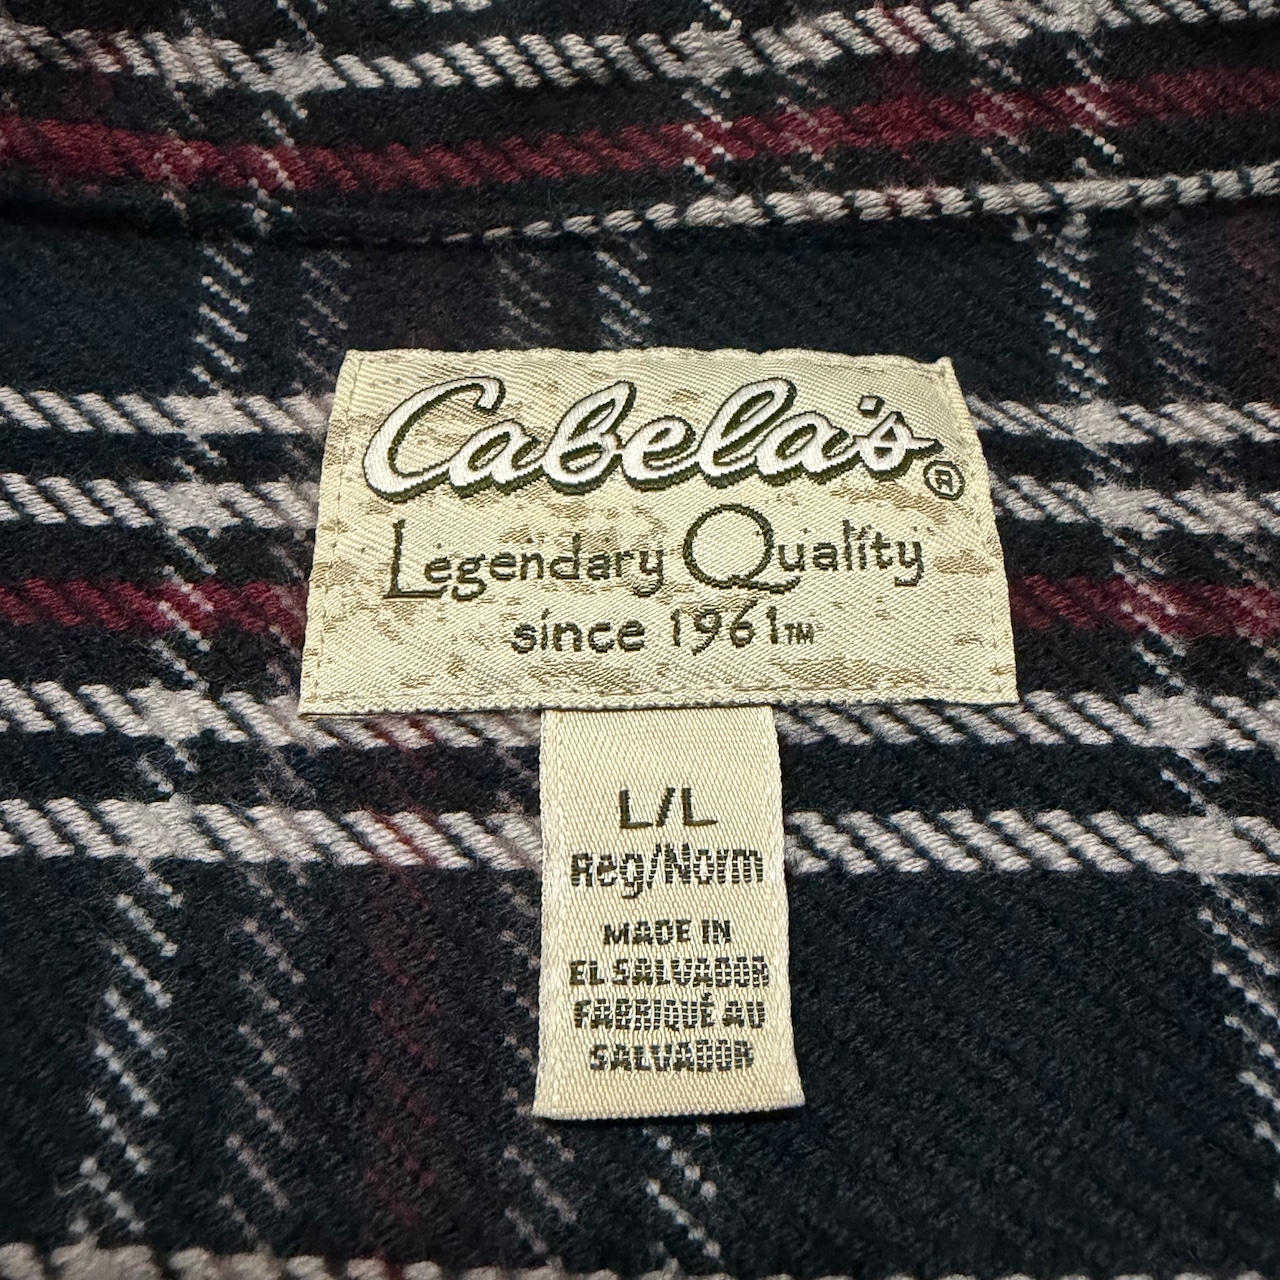 Cabela's®
Legendary Quality
since 1961™
L/L
Reg/Norm
MADE IN
EL SALVADOR
FABRIQUÉ AU
SALVADOR